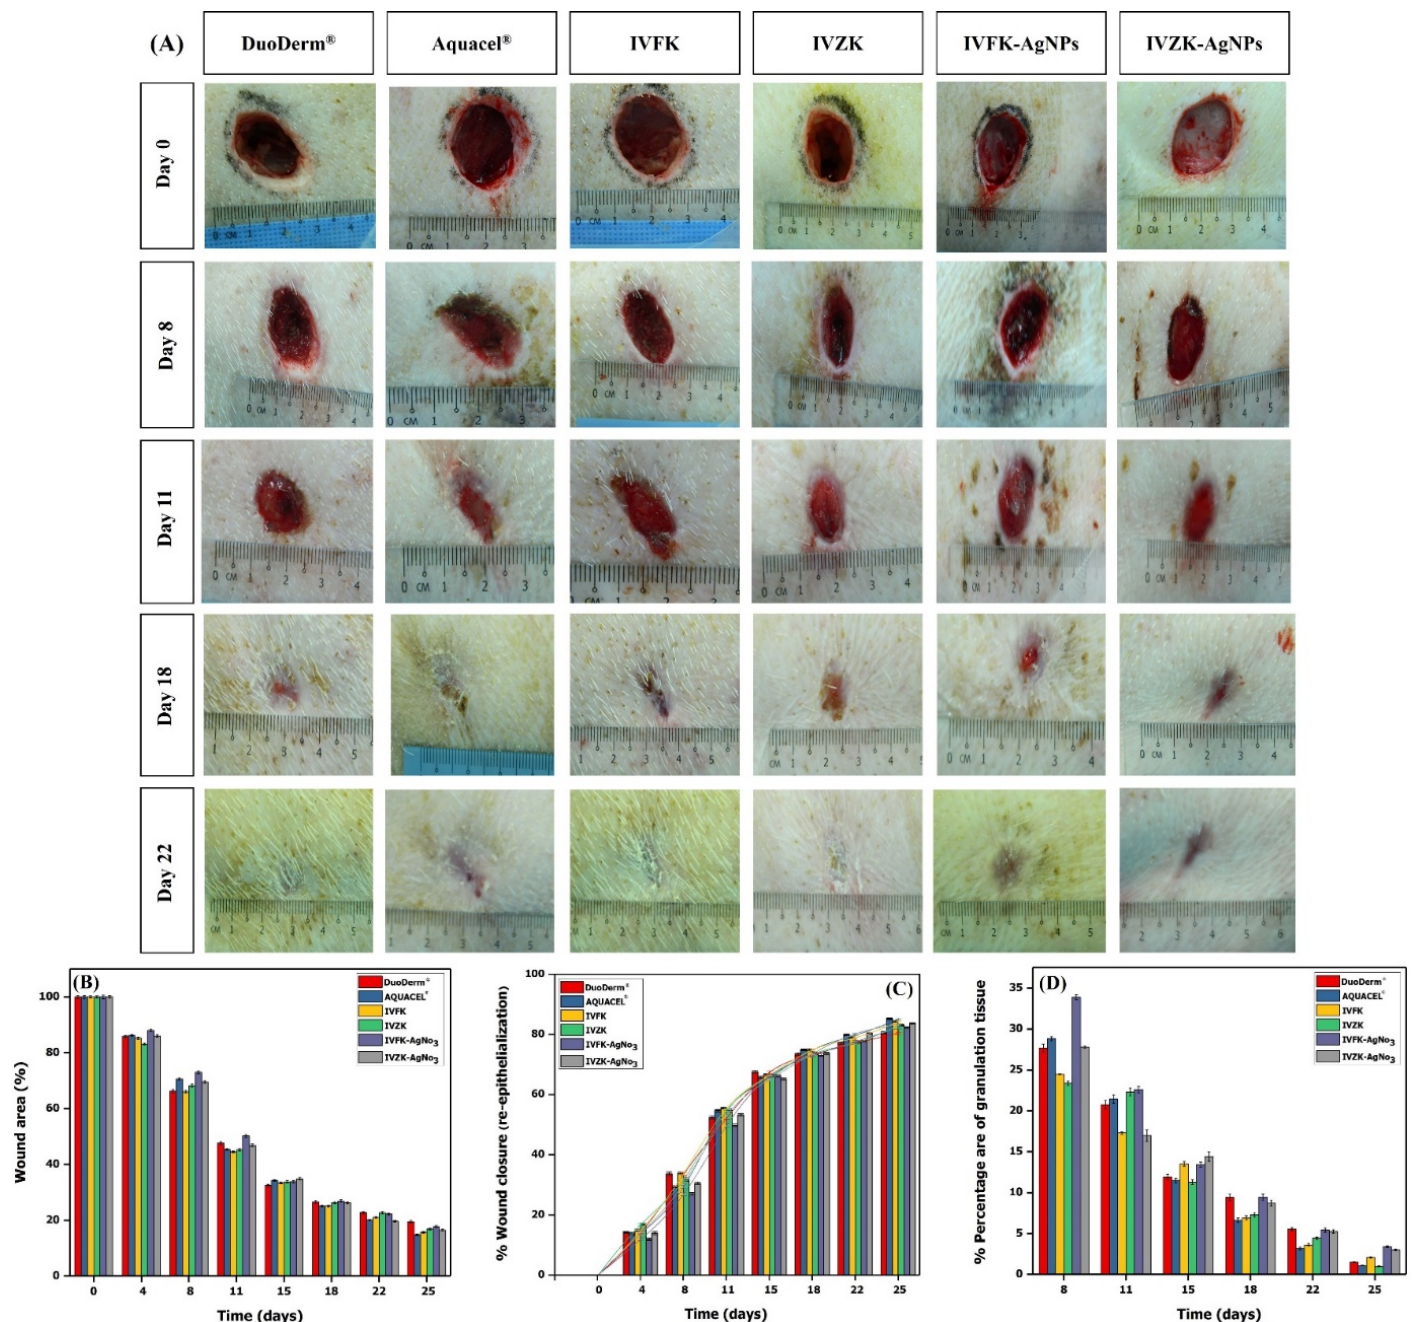 (A)
DuoDerm®
Aquacel®
IVFK
IVZK
IVFK-AgNPs
IVZK-AgNPs
Day 0
Day 8
Day 11
Day 18
Day 22
(B)
DuoDerm®
AQUACEL®
IVFK
IVZK
IVFK-AgNo3
IVZK-AgNo3
Wound area (%)
100
80
60
40
20
0
0 4 8 11 15 18 22 25
Time (days)
(C)
DuoDerm®
AQUACEL®
IVFK
IVZK
IVFK-AgNo3
IVZK-AgNo3
% Wound closure (re-epithelialization)
100
80
60
40
20
0
0 4 8 11 15 18 22 25
Time (days)
(D)
DuoDerm®
AQUACEL®
IVFK
IVZK
IVFK-AgNo3
IVZK-AgNo3
% Percentage are of granulation tissue
35
30
25
20
15
10
5
0
8 11 15 18 22 25
Time (days)